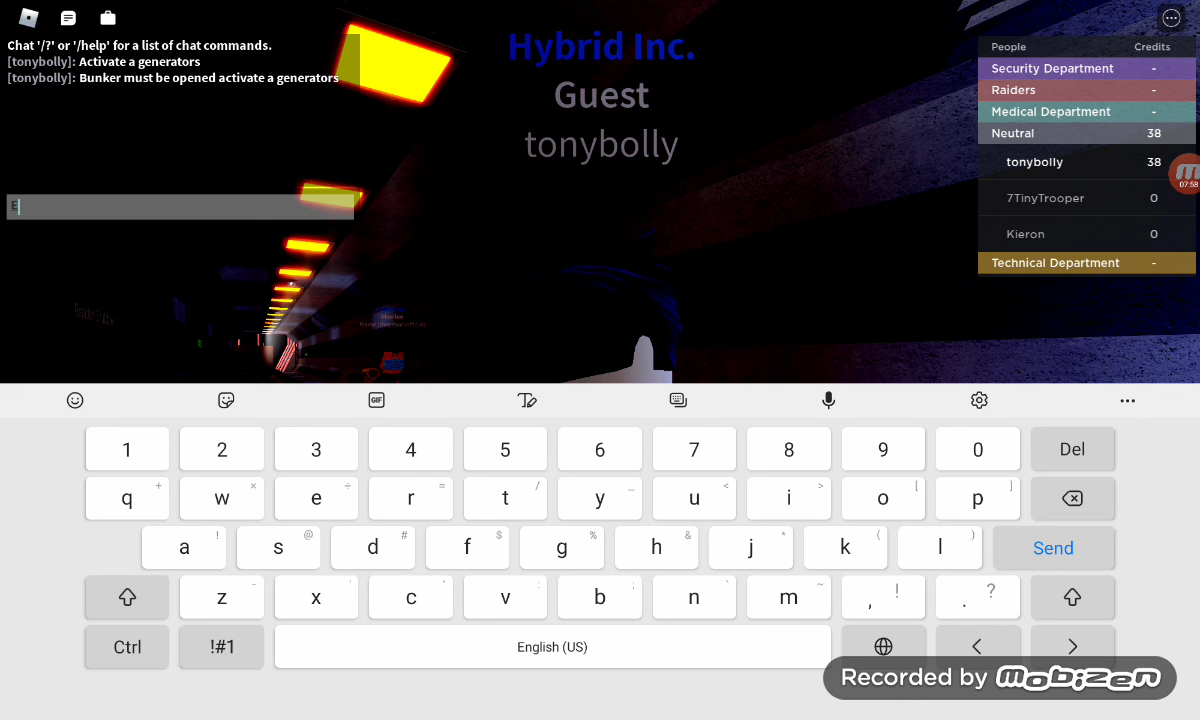 Chat '/?' or '/help' for a list of chat commands.
[tonybolly]: Activate a generators
[tonybolly]: Bunker must be opened activate a generators
E
Hybrid Inc.
Guest
tonybolly
People Credits
Security Department -
Raiders -
Medical Department -
Neutral 38
tonybolly 38
7TinyTrooper 0
Kieron 0
Technical Department -
07:58
GIF
1 2 3 4 5 6 7 8 9 0 Del
q + w × e ÷ r = t / y _ u < i > o [ p ]
a ! s @ d # f $ g % h & j * k ( l ) Send
z - x ' c " v : b ; n ` m ~ , ! . ?
Ctrl !#1 English (US) < >
Recorded by mobizen